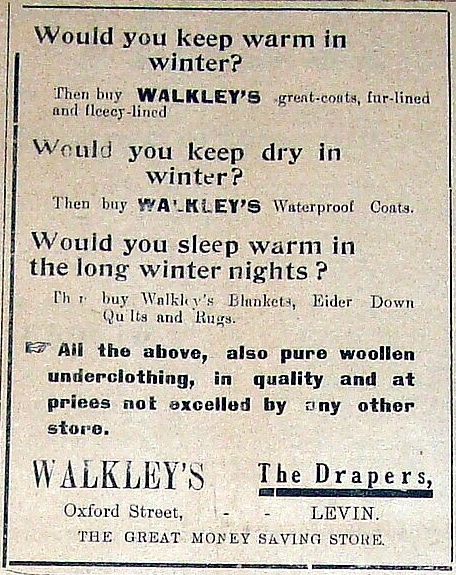 Would you keep warm in
winter?
Then buy WALKLEY'S great-coats, fur-lined
and fleecy-lined
Would you keep dry in
winter?
Then buy WALKLEY'S Waterproof Coats.
Would you sleep warm in
the long winter nights ?
Then buy Walkley's Blankets, Eider Down
Quilts and Rugs.
☞ All the above, also pure woollen
underclothing, in quality and at
prices not excelled by any other
store.
WALKLEY'S The Drapers,
Oxford Street, - - LEVIN.
THE GREAT MONEY SAVING STORE.